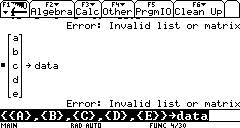 F1 F2 Algebra F3 Calc F4 Other F5 PrgmIO F6 Clean Up
Error: Invalid list or matrix
[a
b
c → data
d
e]
Error: Invalid list or matrix
{{A},{B},{C},{D},{E}}→data
MAIN RAD AUTO FUNC 4/30